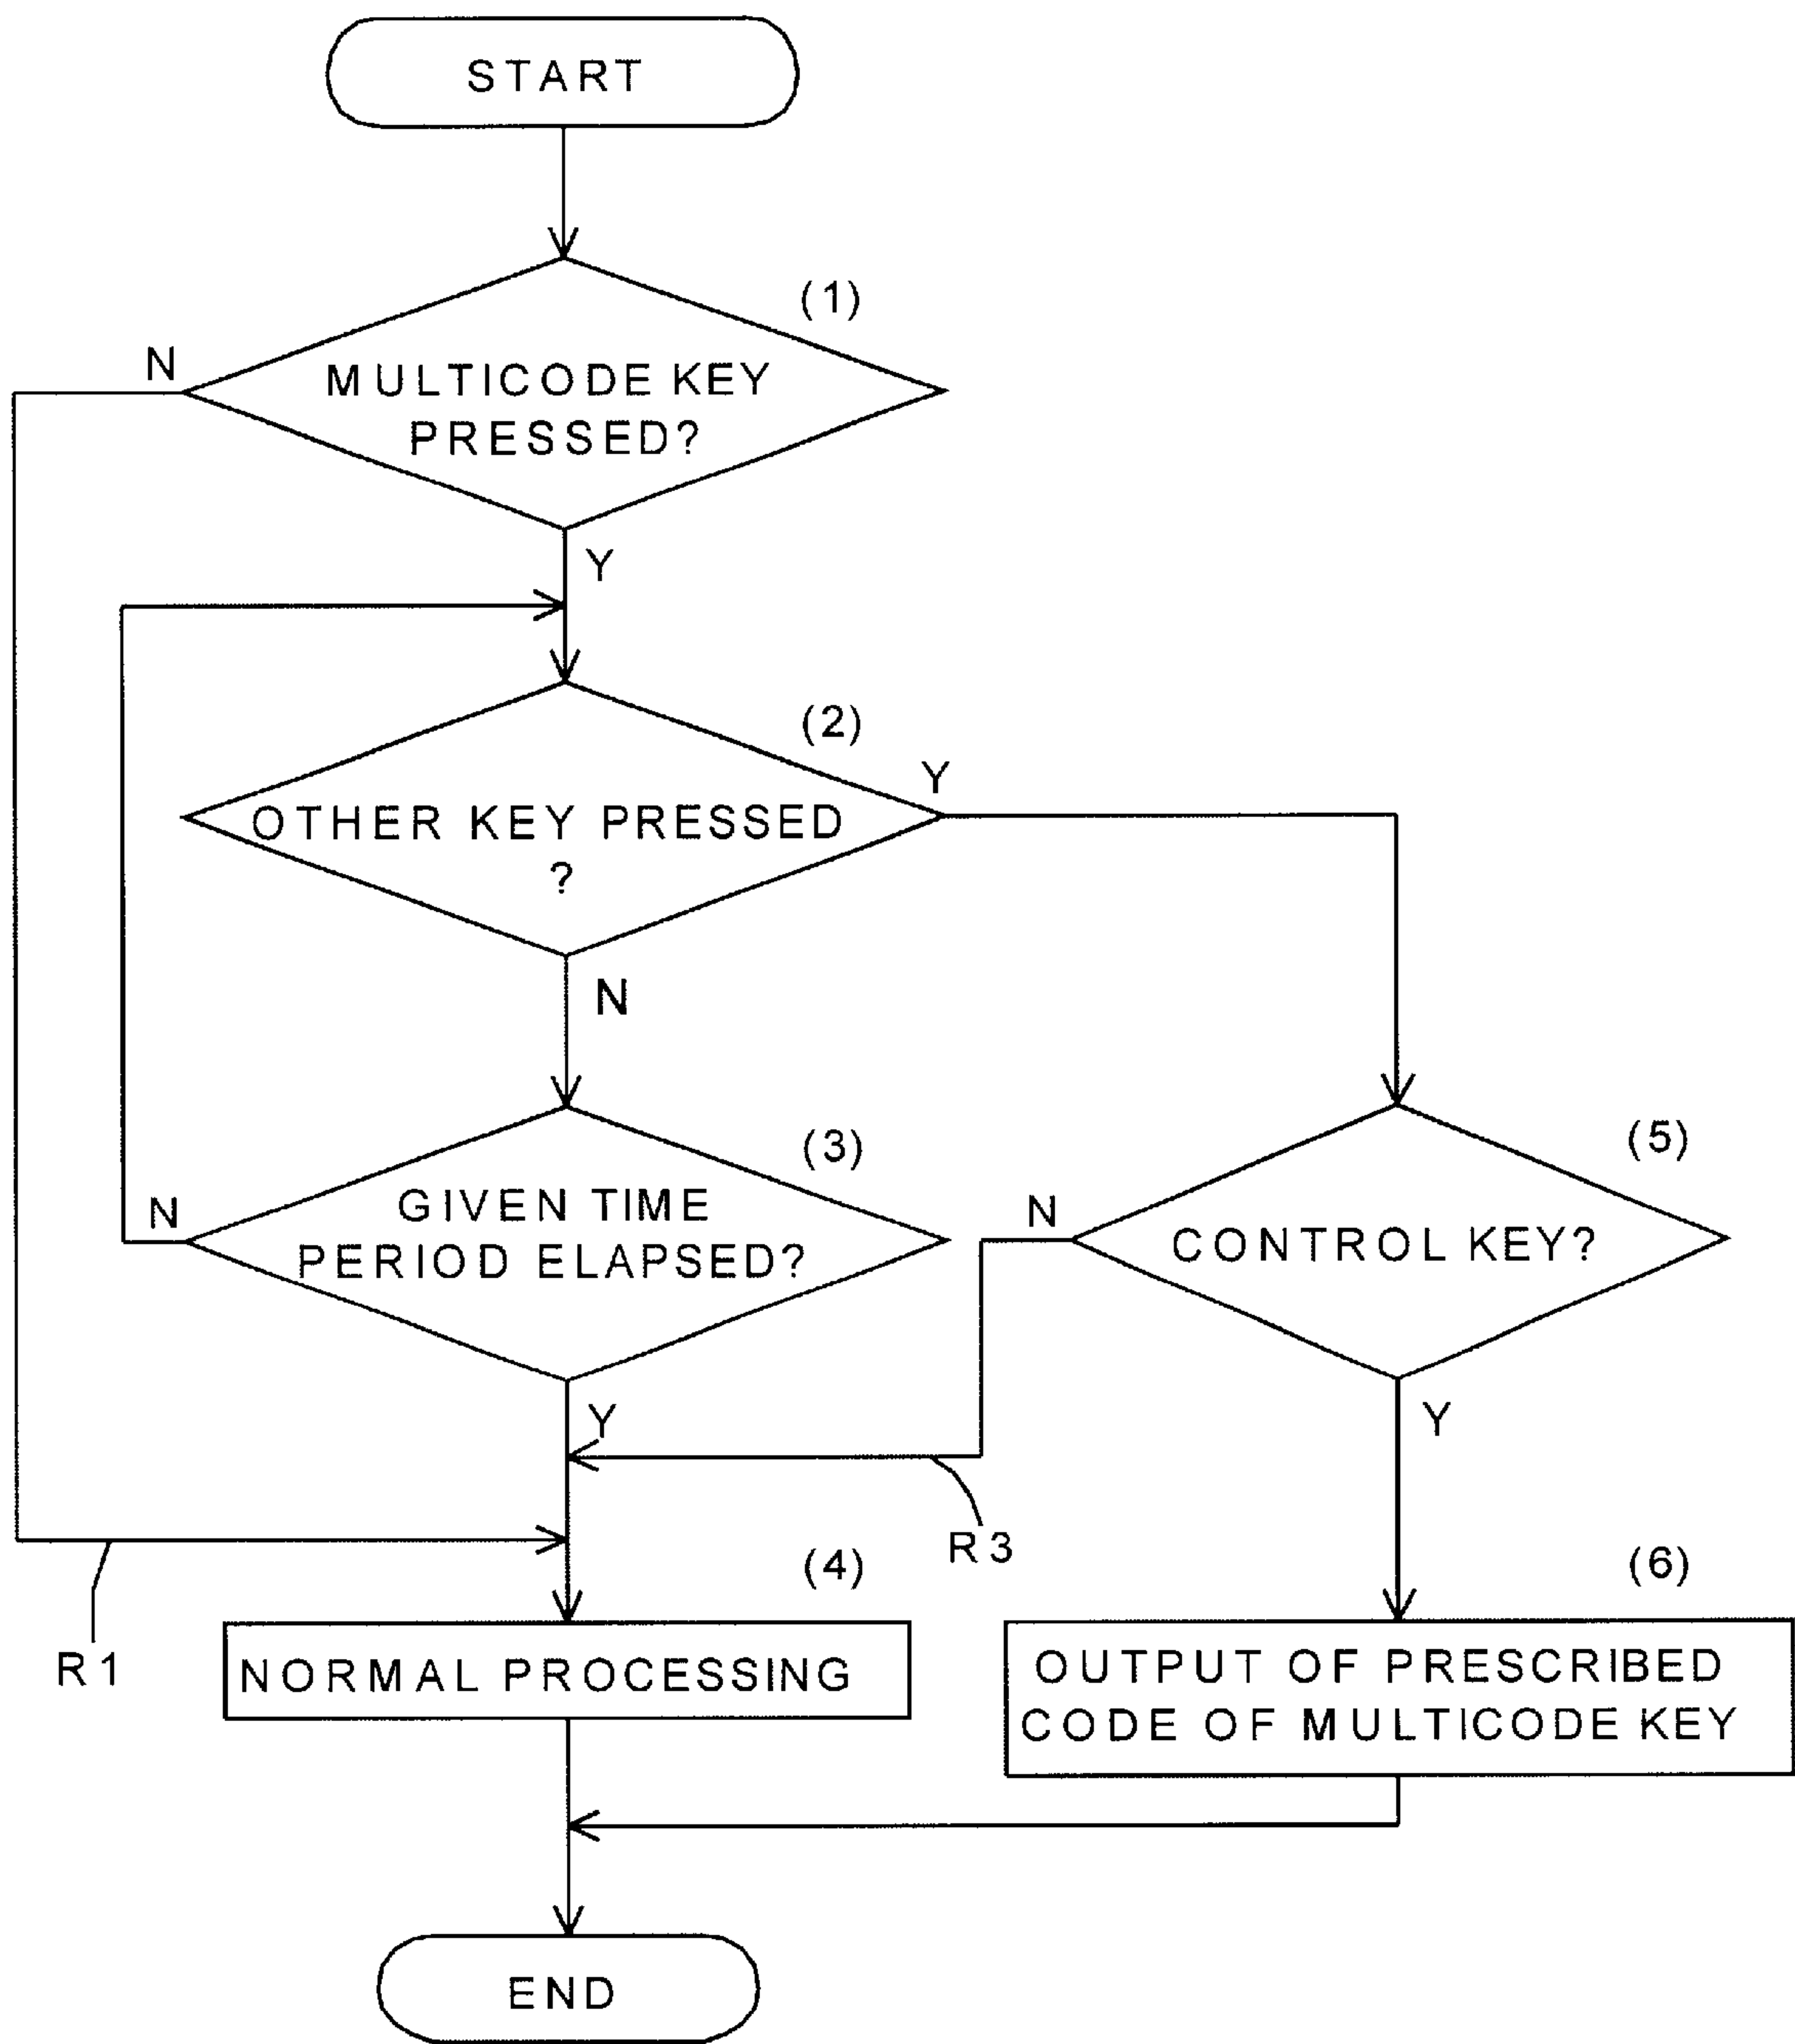 START
(1)
N
MULTICODE KEY
PRESSED?
Y
(2)
Y
OTHER KEY PRESSED
?
N
(3)
(5)
N
GIVEN TIME
PERIOD ELAPSED?
N
CONTROL KEY?
Y
Y
R3
(4)
(6)
R1
NORMAL PROCESSING
OUTPUT OF PRESCRIBED
CODE OF MULTICODE KEY
END